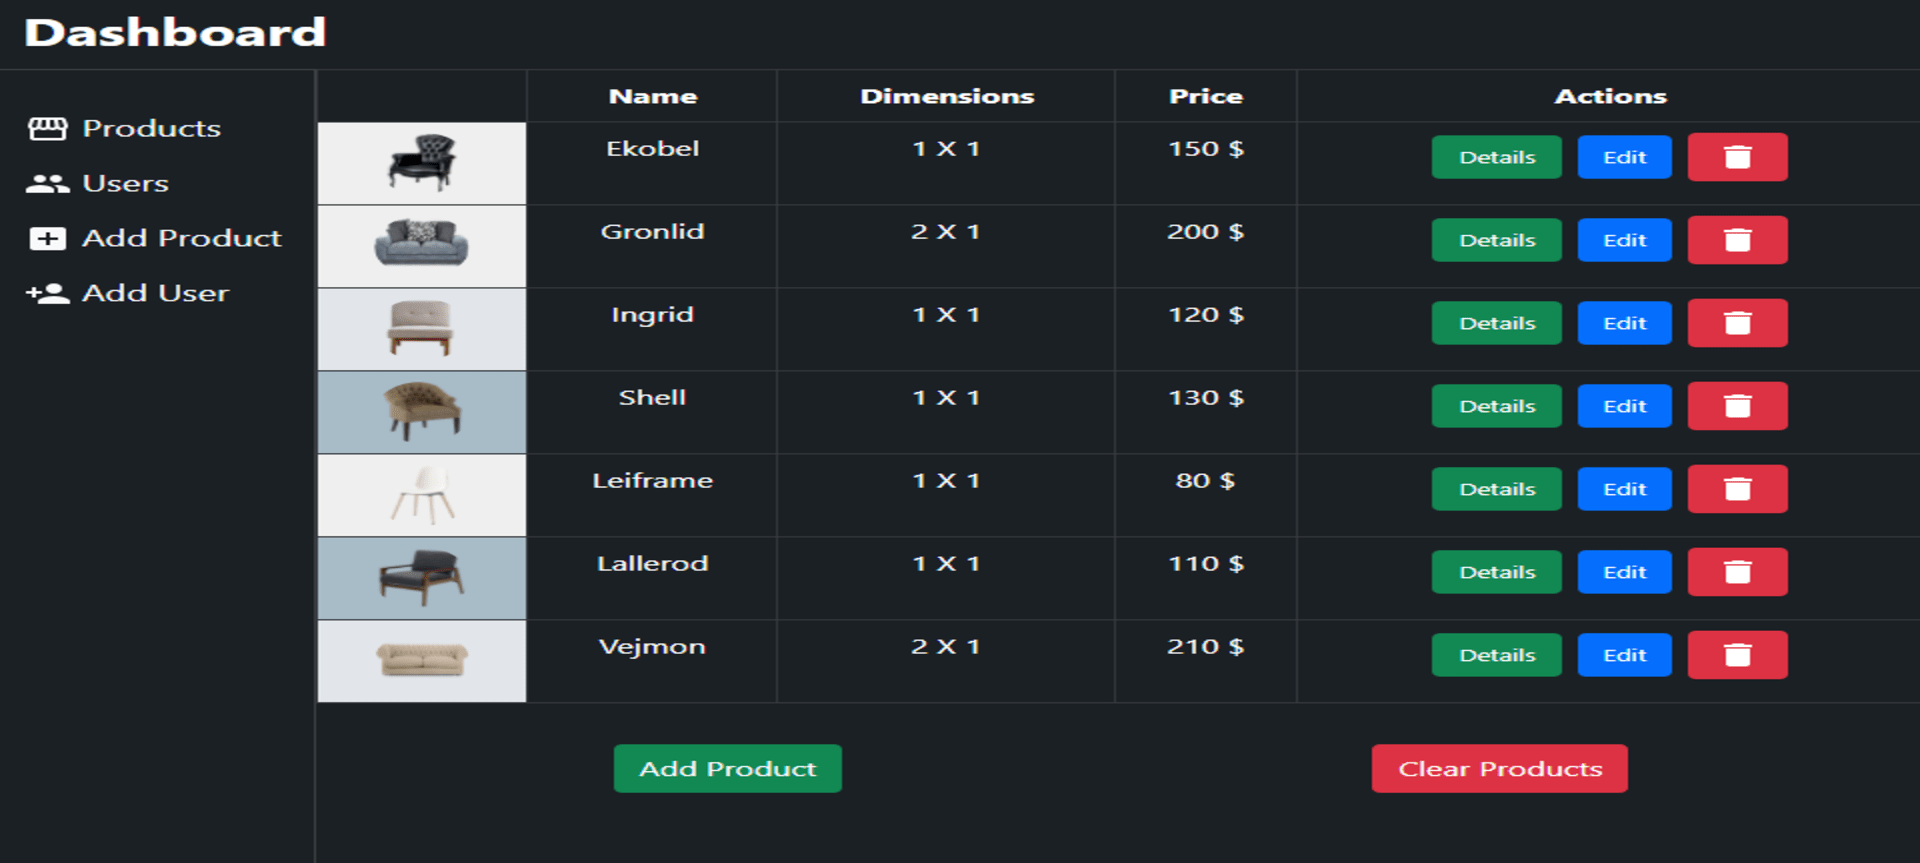 Dashboard
Products
Users
Add Product
Add User
Name Dimensions Price Actions
Ekobel 1 X 1 150 $ Details Edit
Gronlid 2 X 1 200 $ Details Edit
Ingrid 1 X 1 120 $ Details Edit
Shell 1 X 1 130 $ Details Edit
Leiframe 1 X 1 80 $ Details Edit
Lallerod 1 X 1 110 $ Details Edit
Vejmon 2 X 1 210 $ Details Edit
Add Product Clear Products